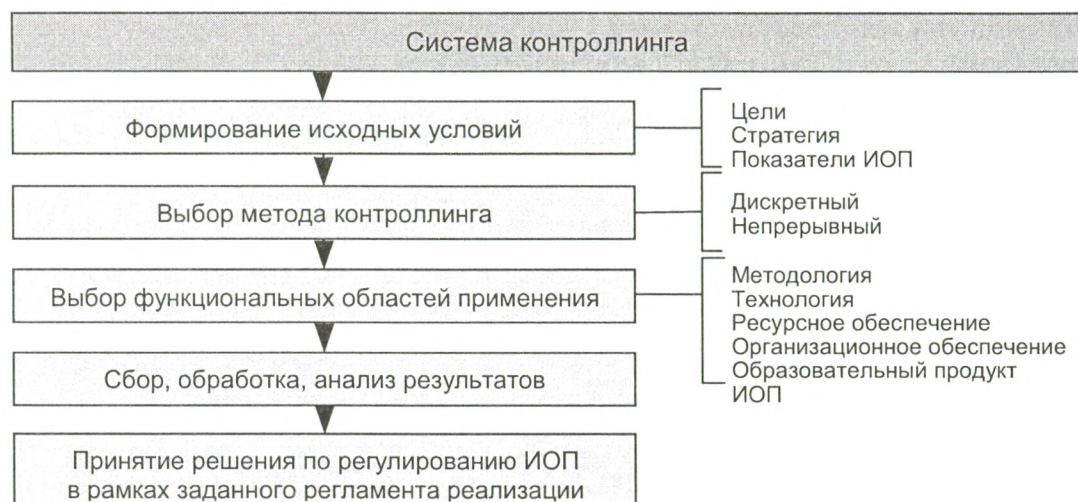 Система контроллинга
Формирование исходных условий
Цели
Стратегия
Показатели ИОП
Выбор метода контроллинга
Дискретный
Непрерывный
Выбор функциональных областей применения
Методология
Технология
Ресурсное обеспечение
Организационное обеспечение
Образовательный продукт
ИОП
Сбор, обработка, анализ результатов
Принятие решения по регулированию ИОП
в рамках заданного регламента реализации